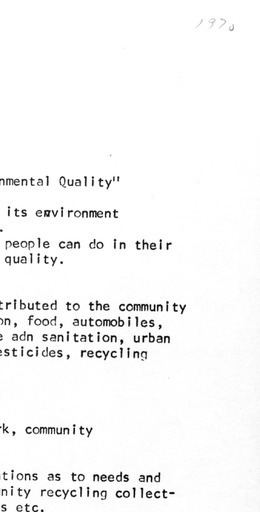 1970
nmental Quality"
its environment
.
people can do in their
quality.
tributed to the community
on, food, automobiles,
e adn sanitation, urban
esticides, recycling
rk, community
tions as to needs and
nity recycling collect-
s etc.